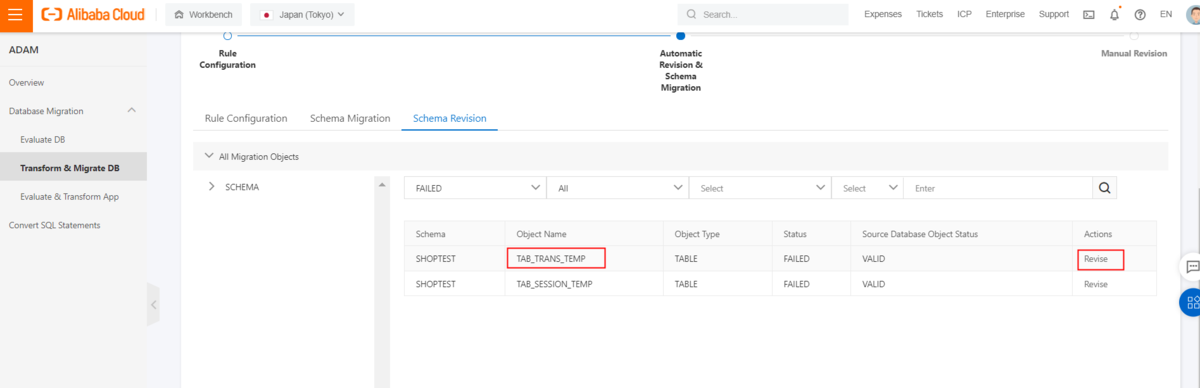 Alibaba Cloud
Workbench
Japan (Tokyo)
Search...
Expenses
Tickets
ICP
Enterprise
Support
EN
ADAM
Overview
Database Migration
Evaluate DB
Transform & Migrate DB
Evaluate & Transform App
Convert SQL Statements
Rule
Configuration
Automatic
Revision &
Schema
Migration
Manual Revision
Rule Configuration
Schema Migration
Schema Revision
All Migration Objects
SCHEMA
FAILED
All
Select
Select
Enter
Schema
Object Name
Object Type
Status
Source Database Object Status
Actions
SHOPTEST
TAB_TRANS_TEMP
TABLE
FAILED
VALID
Revise
SHOPTEST
TAB_SESSION_TEMP
TABLE
FAILED
VALID
Revise